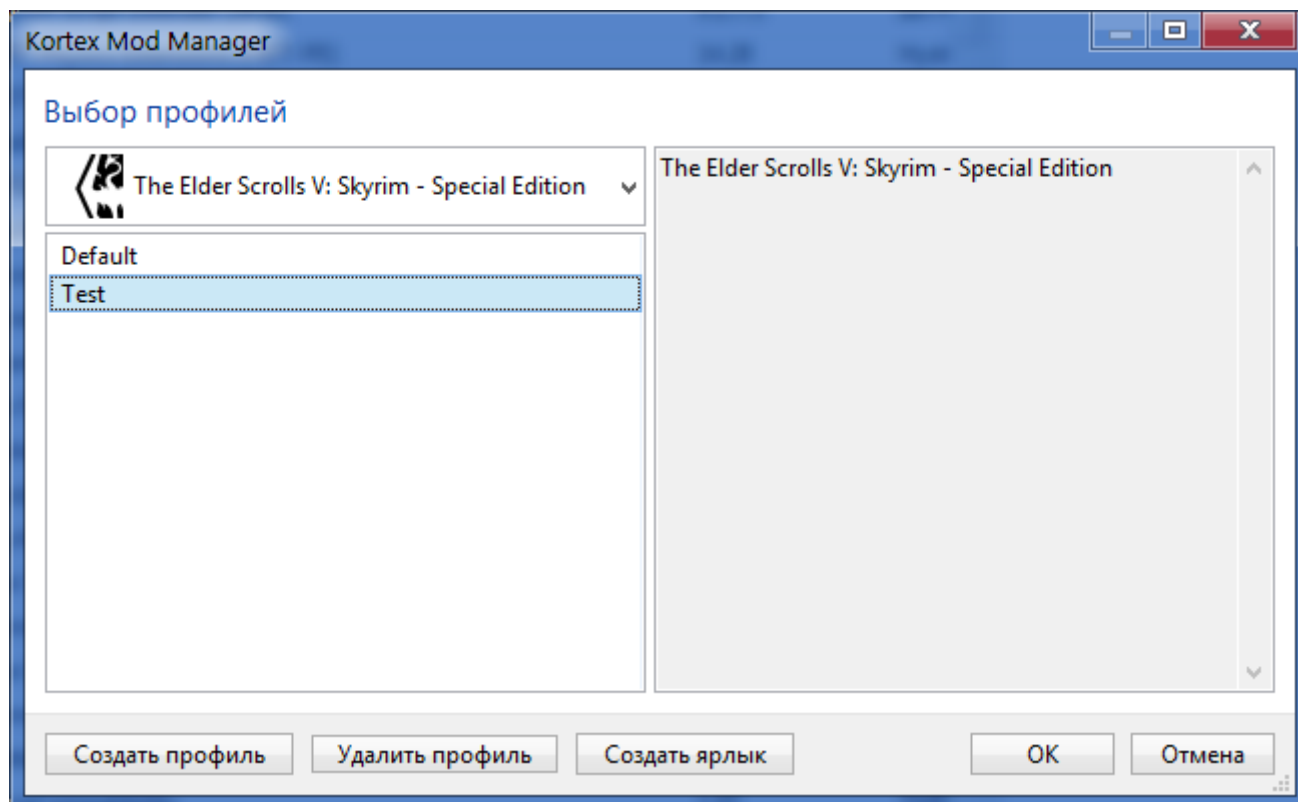 Kortex Mod Manager
Выбор профилей
The Elder Scrolls V: Skyrim - Special Edition
The Elder Scrolls V: Skyrim - Special Edition
Default
Test
Создать профиль
Удалить профиль
Создать ярлык
OK
Отмена